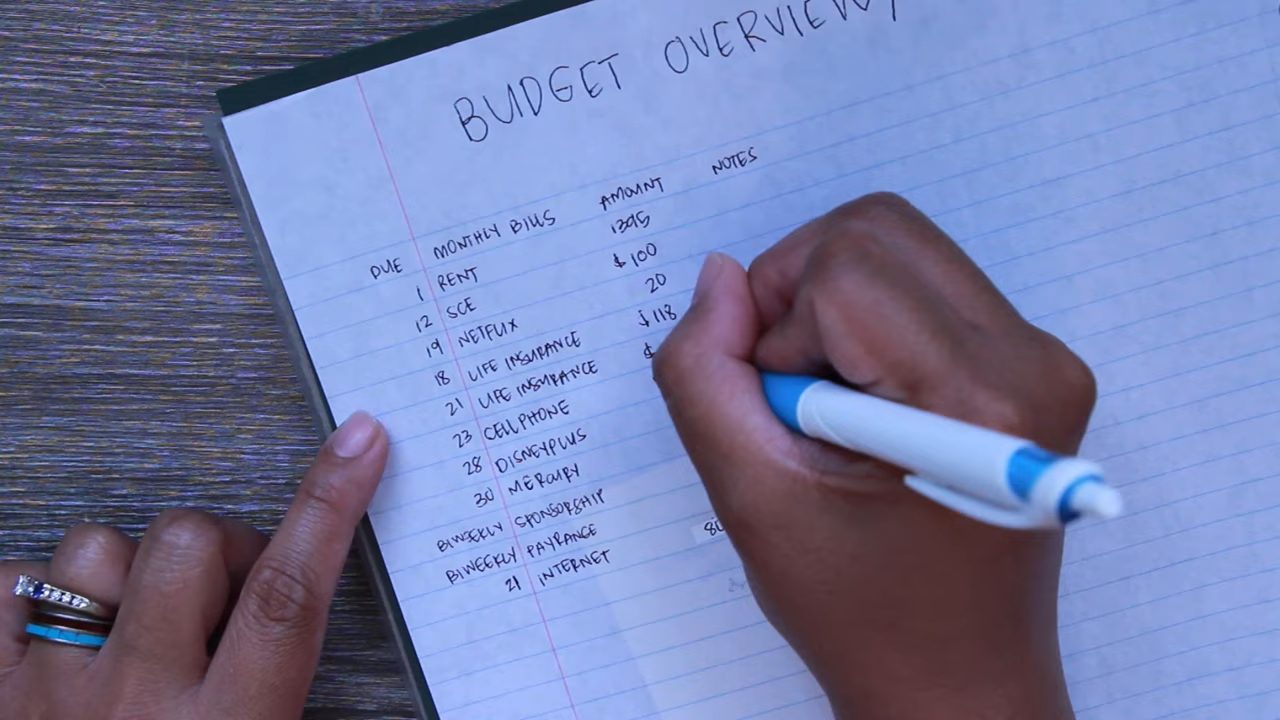 BUDGET OVERVIEW
DUE MONTHLY BILLS AMOUNT NOTES
1 RENT 1395
12 SCE $100
19 NETFLIX 20
18 LIFE INSURANCE $118
21 LIFE INSURANCE $
23 CELLPHONE
28 DISNEYPLUS
30 MERCURY
BIWEEKLY SPONSORSHIP
BIWEEKLY PAYRANGE
21 INTERNET 80